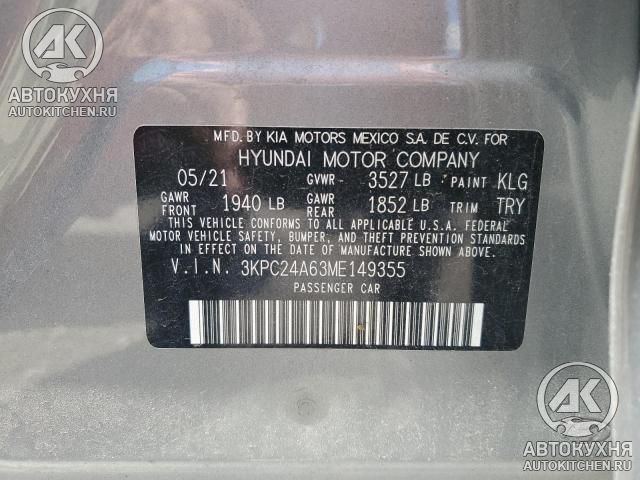 AK
АВТОКУХНЯ
AUTOKITCHEN.RU
MFD. BY KIA MOTORS MEXICO S.A. DE C.V. FOR
HYUNDAI MOTOR COMPANY
05/21 GVWR 3527 LB PAINT KLG
GAWR FRONT 1940 LB GAWR REAR 1852 LB TRIM TRY
THIS VEHICLE CONFORMS TO ALL APPLICABLE U.S.A. FEDERAL
MOTOR VEHICLE SAFETY, BUMPER, AND THEFT PREVENTION STANDARDS
IN EFFECT ON THE DATE OF MANUFACTURE SHOWN ABOVE.
V.I.N. 3KPC24A63ME149355
PASSENGER CAR
AK
АВТОКУХНЯ
AUTOKITCHEN.RU